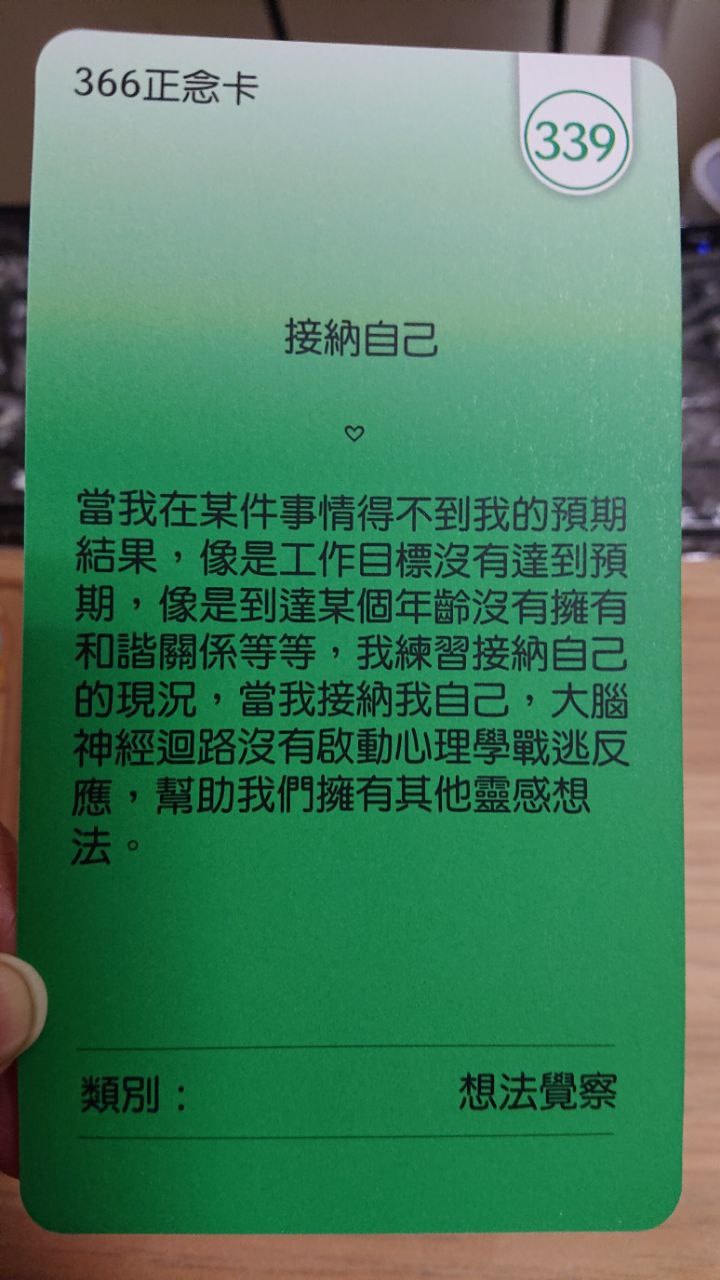 366正念卡
339
接納自己
當我在某件事情得不到我的預期
結果，像是工作目標沒有達到預
期，像是到達某個年齡沒有擁有
和諧關係等等，我練習接納自己
的現況，當我接納我自己，大腦
神經迴路沒有啟動心理學戰逃反
應，幫助我們擁有其他靈感想
法。
類別： 想法覺察